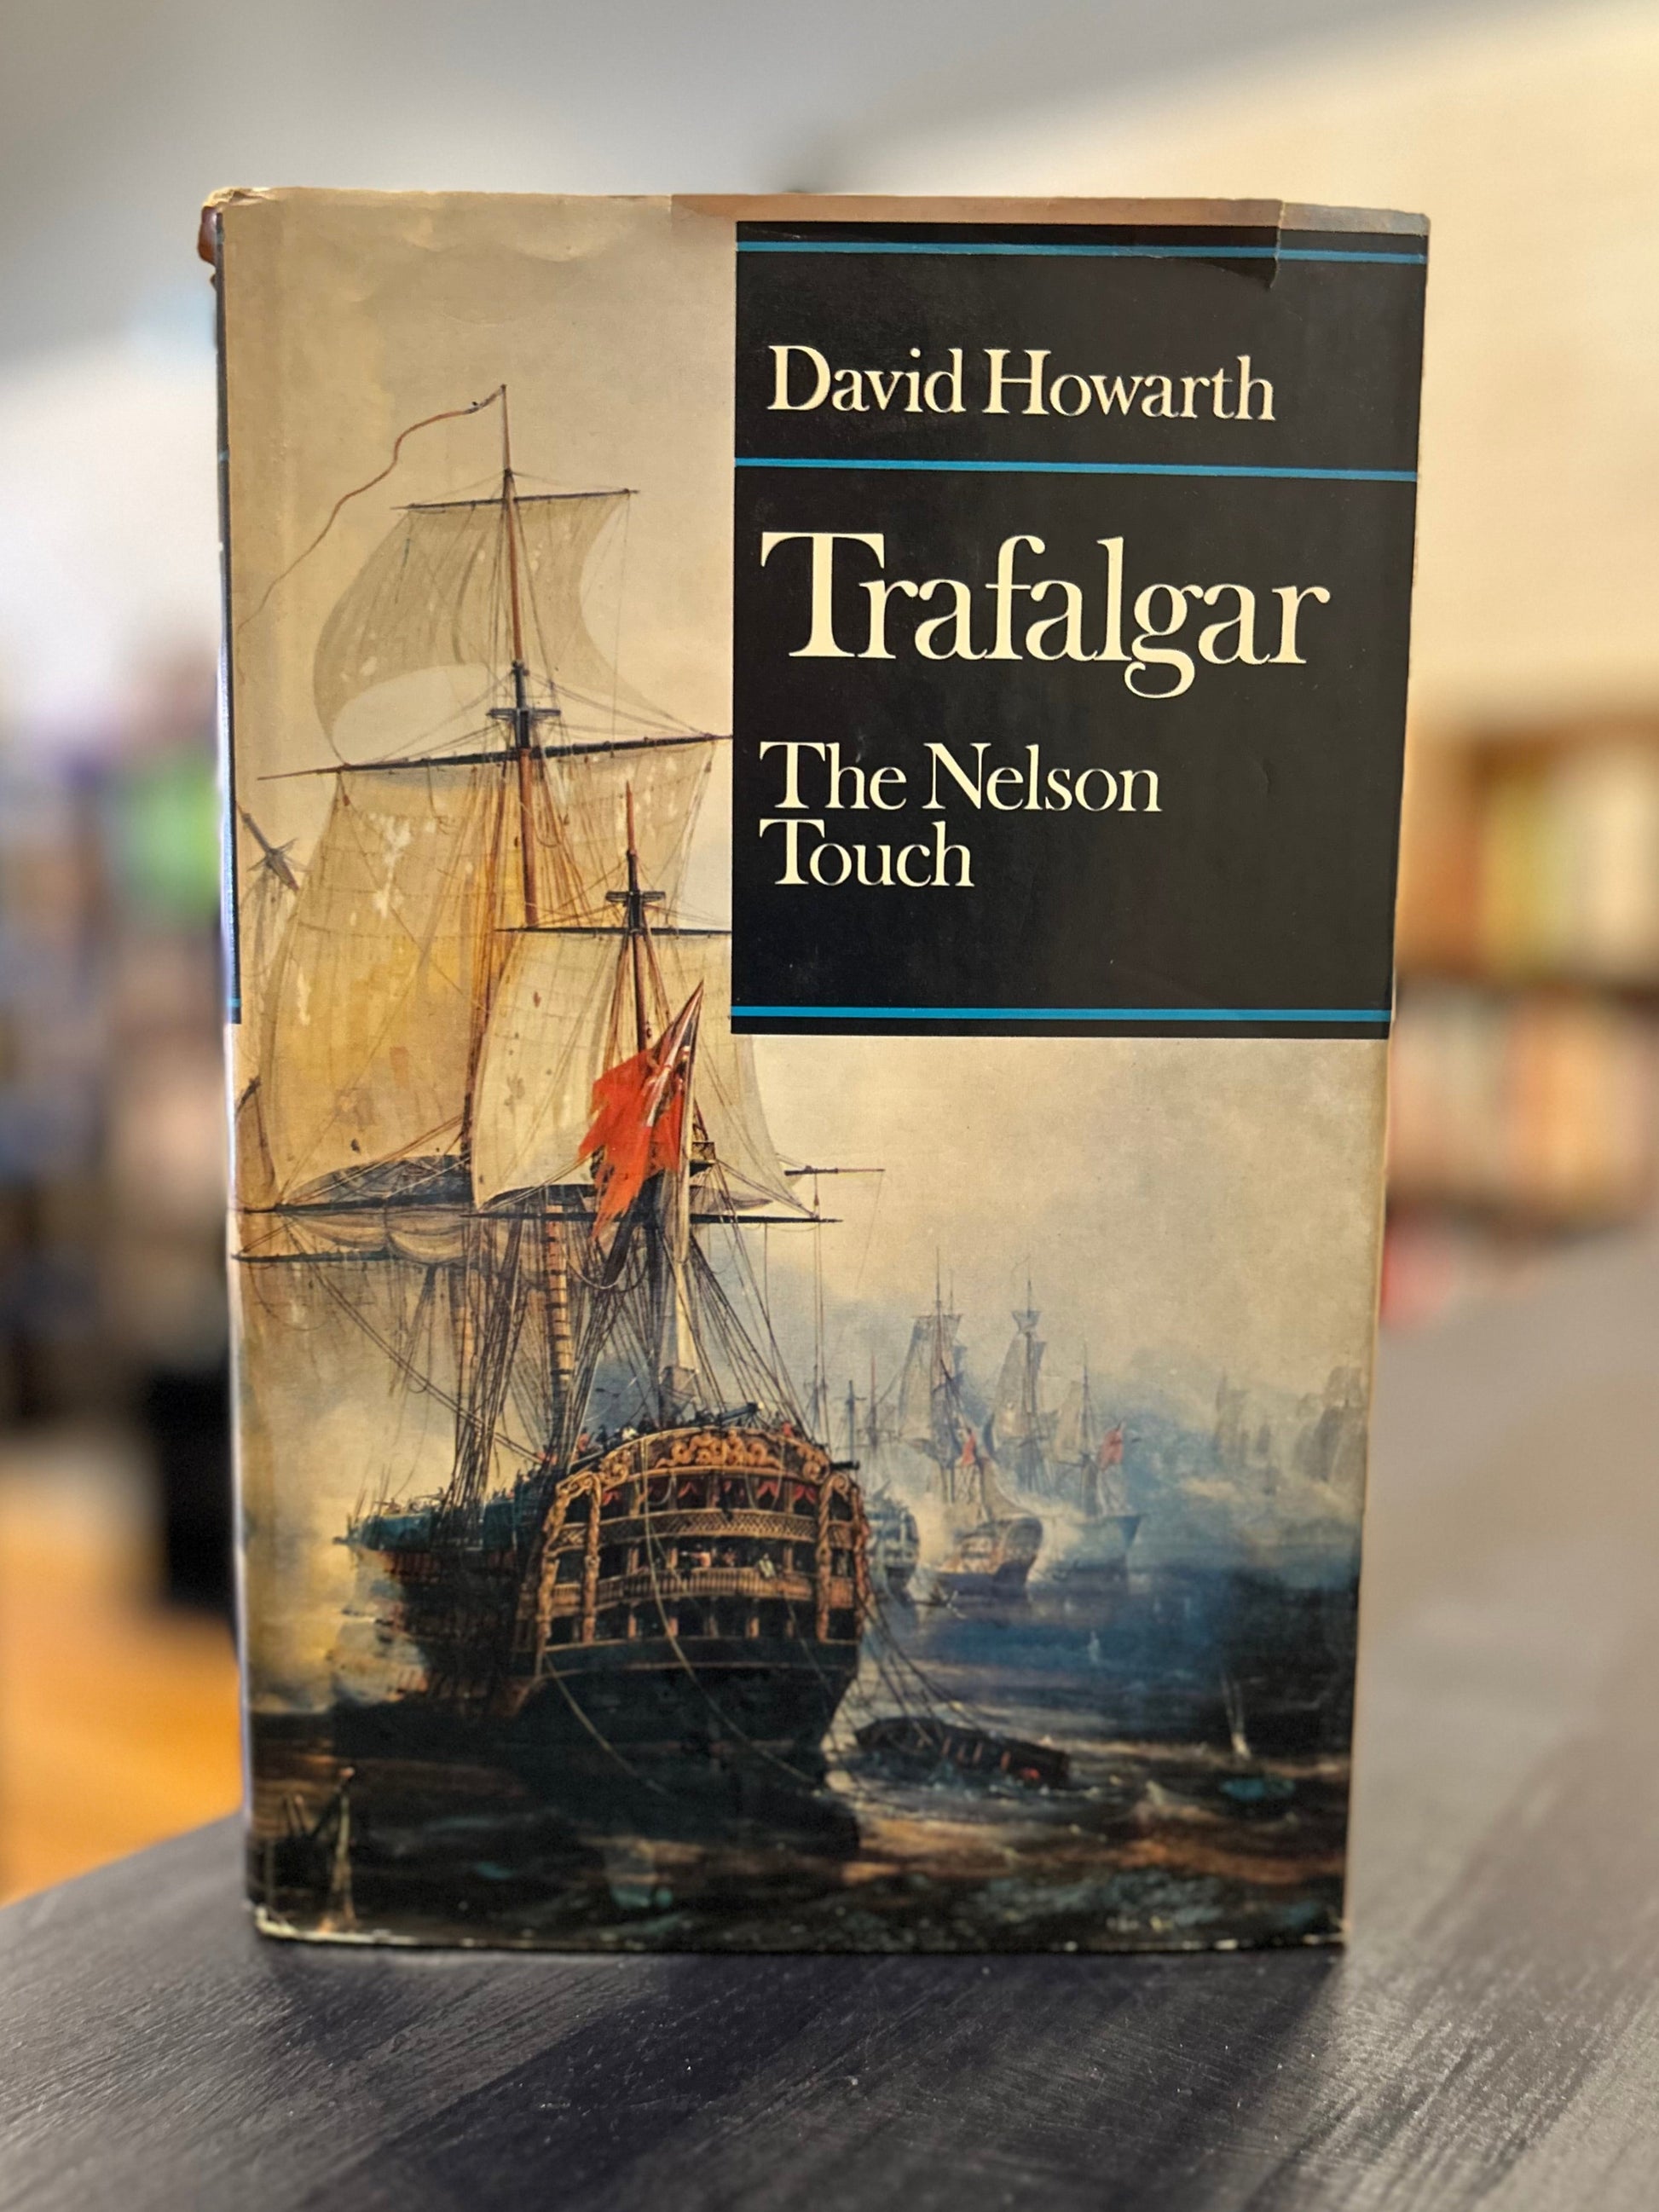 David Howarth
Trafalgar
The Nelson
Touch